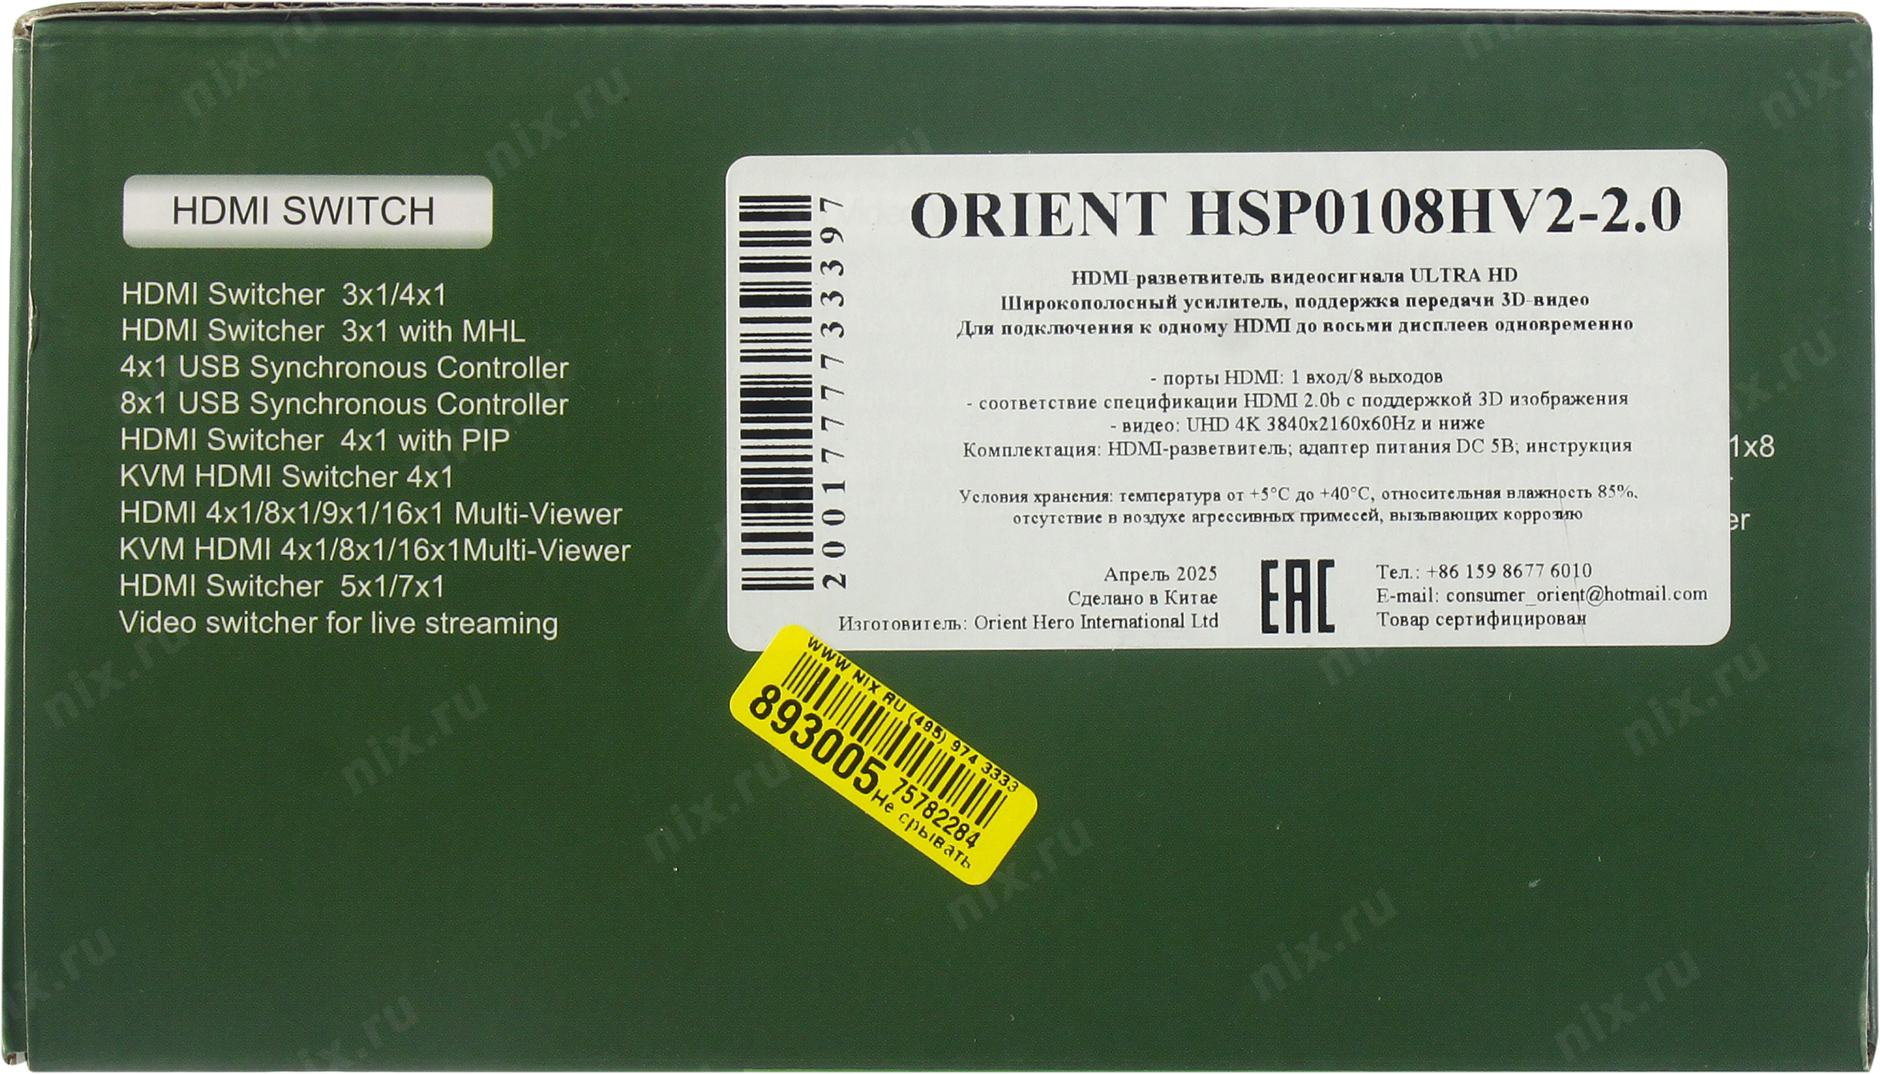 HDMI SWITCH
HDMI Switcher 3x1/4x1
HDMI Switcher 3x1 with MHL
4x1 USB Synchronous Controller
8x1 USB Synchronous Controller
HDMI Switcher 4x1 with PIP
KVM HDMI Switcher 4x1
HDMI 4x1/8x1/9x1/16x1 Multi-Viewer
KVM HDMI 4x1/8x1/16x1Multi-Viewer
HDMI Switcher 5x1/7x1
Video switcher for live streaming
2001777733397
ORIENT HSP0108HV2-2.0
HDMI-разветвитель видеосигнала ULTRA HD
Широкополосный усилитель, поддержка передачи 3D-видео
Для подключения к одному HDMI до восьми дисплеев одновременно
- порты HDMI: 1 вход/8 выходов
- соответствие спецификации HDMI 2.0b с поддержкой 3D изображения
- видео: UHD 4K 3840x2160x60Hz и ниже
Комплектация: HDMI-разветвитель; адаптер питания DC 5В; инструкция
Условия хранения: температура от +5°C до +40°C, относительная влажность 85%,
отсутствие в воздухе агрессивных примесей, вызывающих коррозию
Апрель 2025
Сделано в Китае
Изготовитель: Orient Hero International Ltd
EAC
Тел.: +86 159 8677 6010
E-mail: consumer_orient@hotmail.com
Товар сертифицирован
1x8
er
WWW NIX RU (495) 974 3333
893005 75782284
Не срывать
nix.ru